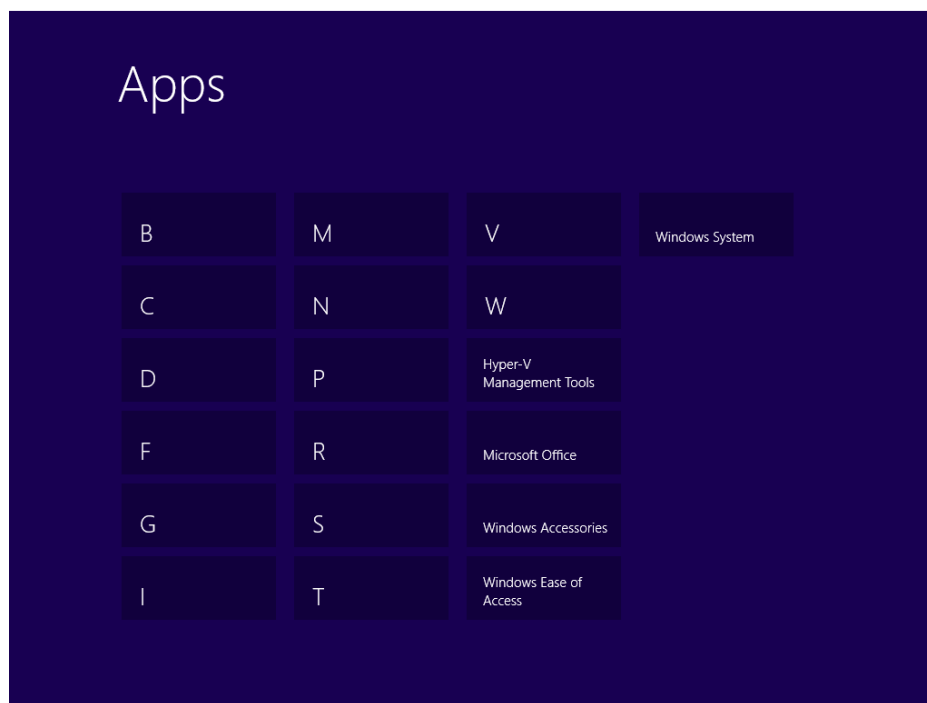 Apps
B
C
D
F
G
I
M
N
P
R
S
T
V
W
Hyper-V
Management Tools
Microsoft Office
Windows Accessories
Windows Ease of
Access
Windows System